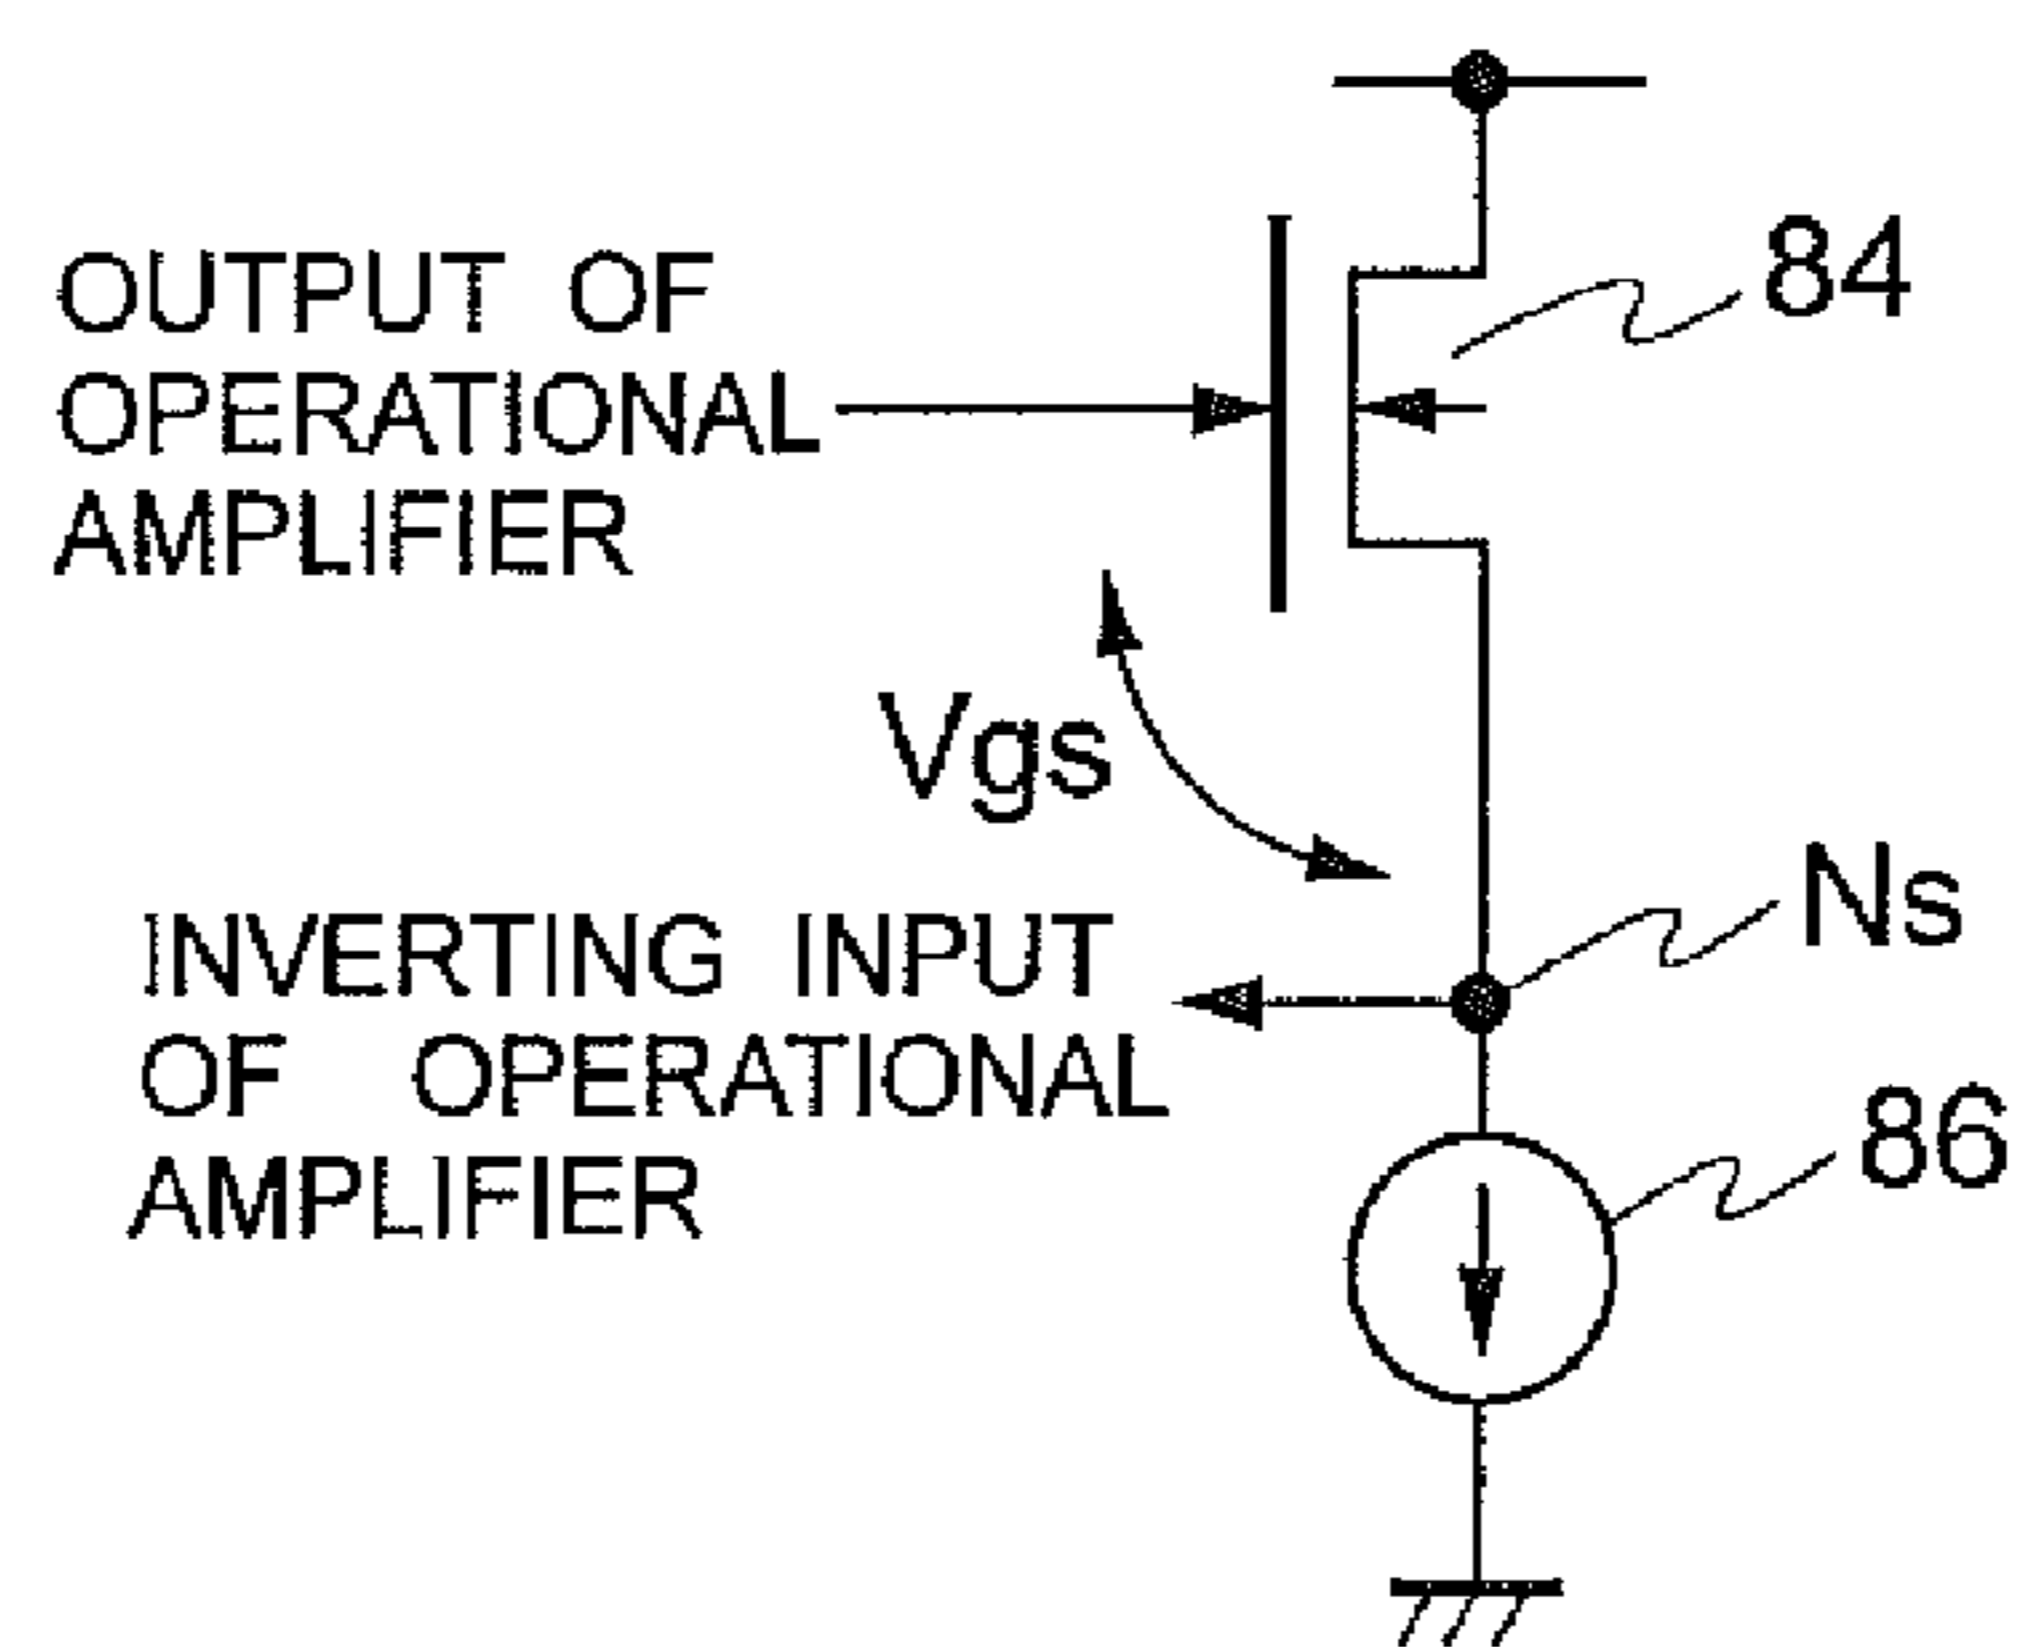 84
OUTPUT OF
OPERATIONAL
AMPLIFIER
Vgs
Ns
INVERTING INPUT
OF OPERATIONAL
AMPLIFIER
86